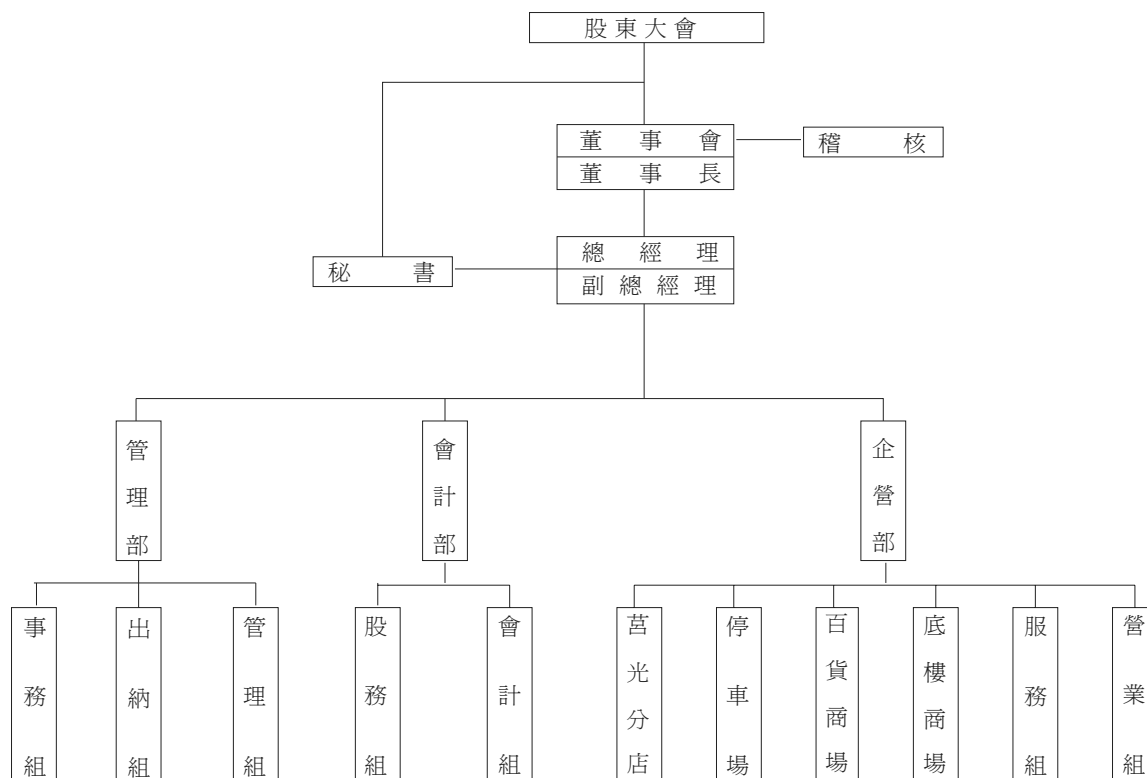 股東大會
董事會
稽核
董事長
總經理
秘書
副總經理
管理部
會計部
企營部
事務組
出納組
管理組
股務組
會計組
莒光分店
停車場
百貨商場
底樓商場
服務組
營業組